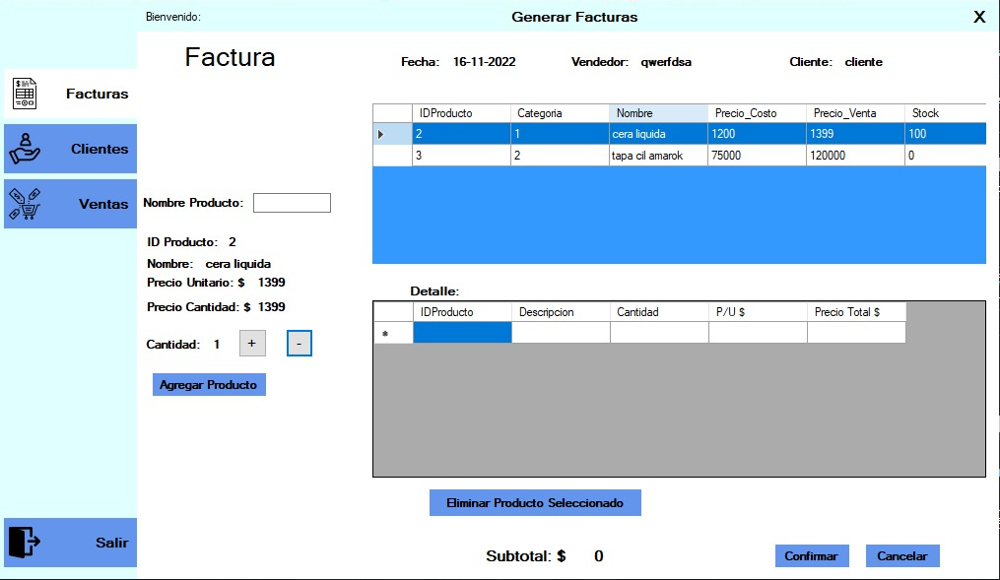 Bienvenido:
Generar Facturas
X
Facturas
Clientes
Ventas
Salir
Factura
Fecha: 16-11-2022 Vendedor: qwerfdsa Cliente: cliente
Nombre Producto:
ID Producto: 2
Nombre: cera liquida
Precio Unitario: $ 1399
Precio Cantidad: $ 1399
Cantidad: 1 + -
Agregar Producto
IDProducto Categoria Nombre Precio_Costo Precio_Venta Stock
2 1 cera liquida 1200 1399 100
3 2 tapa cil amarok 75000 120000 0
Detalle:
IDProducto Descripcion Cantidad P/U $ Precio Total $
Eliminar Producto Seleccionado
Subtotal: $ 0
Confirmar Cancelar